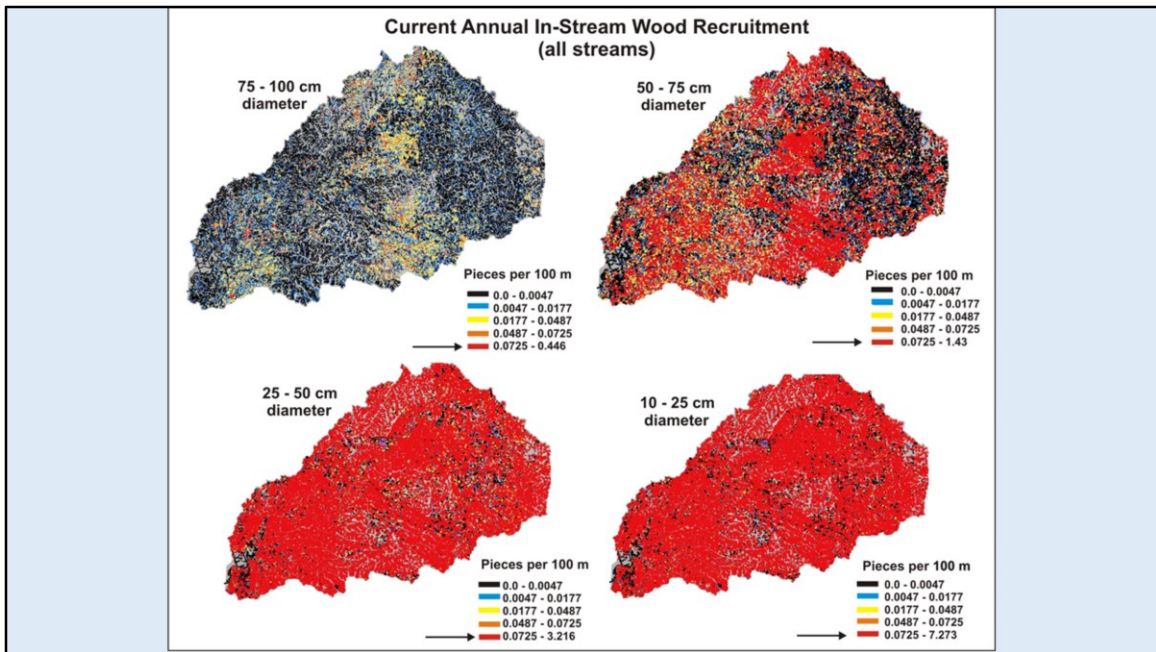 Current Annual In-Stream Wood Recruitment
(all streams)
75 - 100 cm
diameter
Pieces per 100 m
0.0 - 0.0047
0.0047 - 0.0177
0.0177 - 0.0487
0.0487 - 0.0725
0.0725 - 0.446
50 - 75 cm
diameter
Pieces per 100 m
0.0 - 0.0047
0.0047 - 0.0177
0.0177 - 0.0487
0.0487 - 0.0725
0.0725 - 1.43
25 - 50 cm
diameter
Pieces per 100 m
0.0 - 0.0047
0.0047 - 0.0177
0.0177 - 0.0487
0.0487 - 0.0725
0.0725 - 3.216
10 - 25 cm
diameter
Pieces per 100 m
0.0 - 0.0047
0.0047 - 0.0177
0.0177 - 0.0487
0.0487 - 0.0725
0.0725 - 7.273